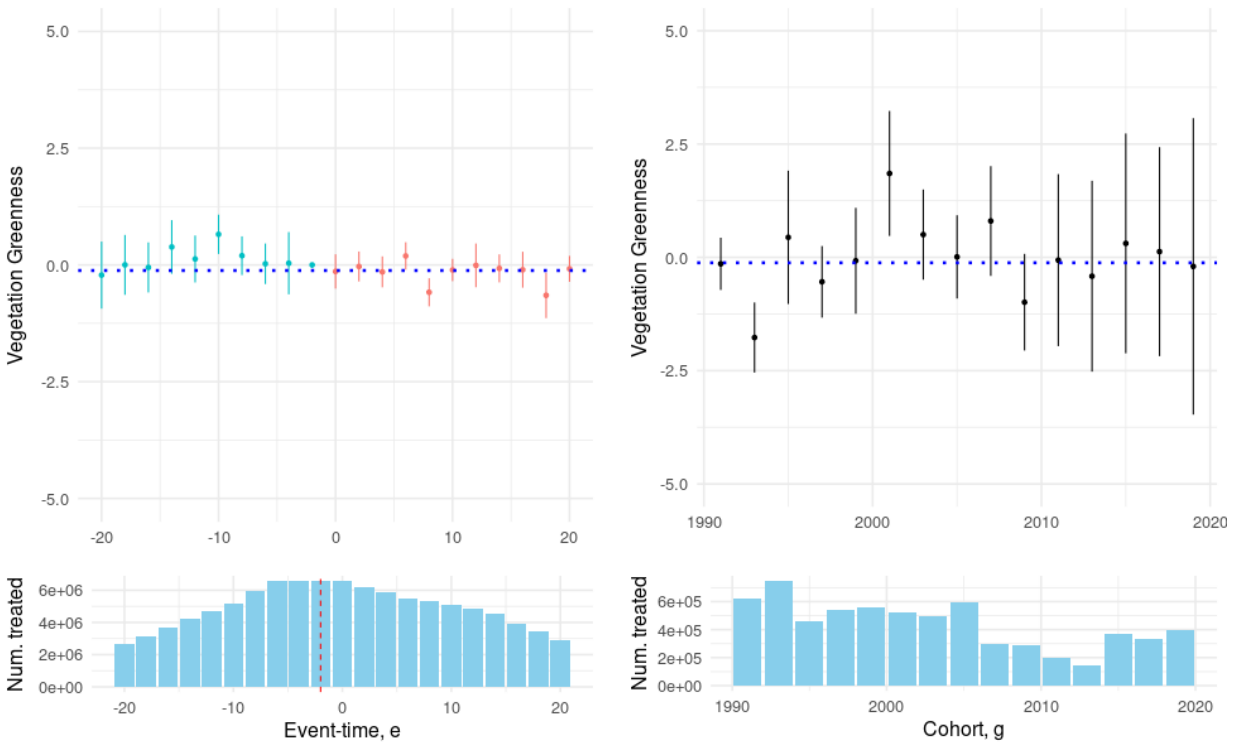 Vegetation Greenness
5.0
2.5
0.0
-2.5
-5.0
-20
-10
0
10
20
Vegetation Greenness
5.0
2.5
0.0
-2.5
-5.0
1990
2000
2010
2020
Num. treated
6e+06
4e+06
2e+06
0e+00
-20
-10
0
10
20
Event-time, e
Num. treated
6e+05
4e+05
2e+05
0e+00
1990
2000
2010
2020
Cohort, g